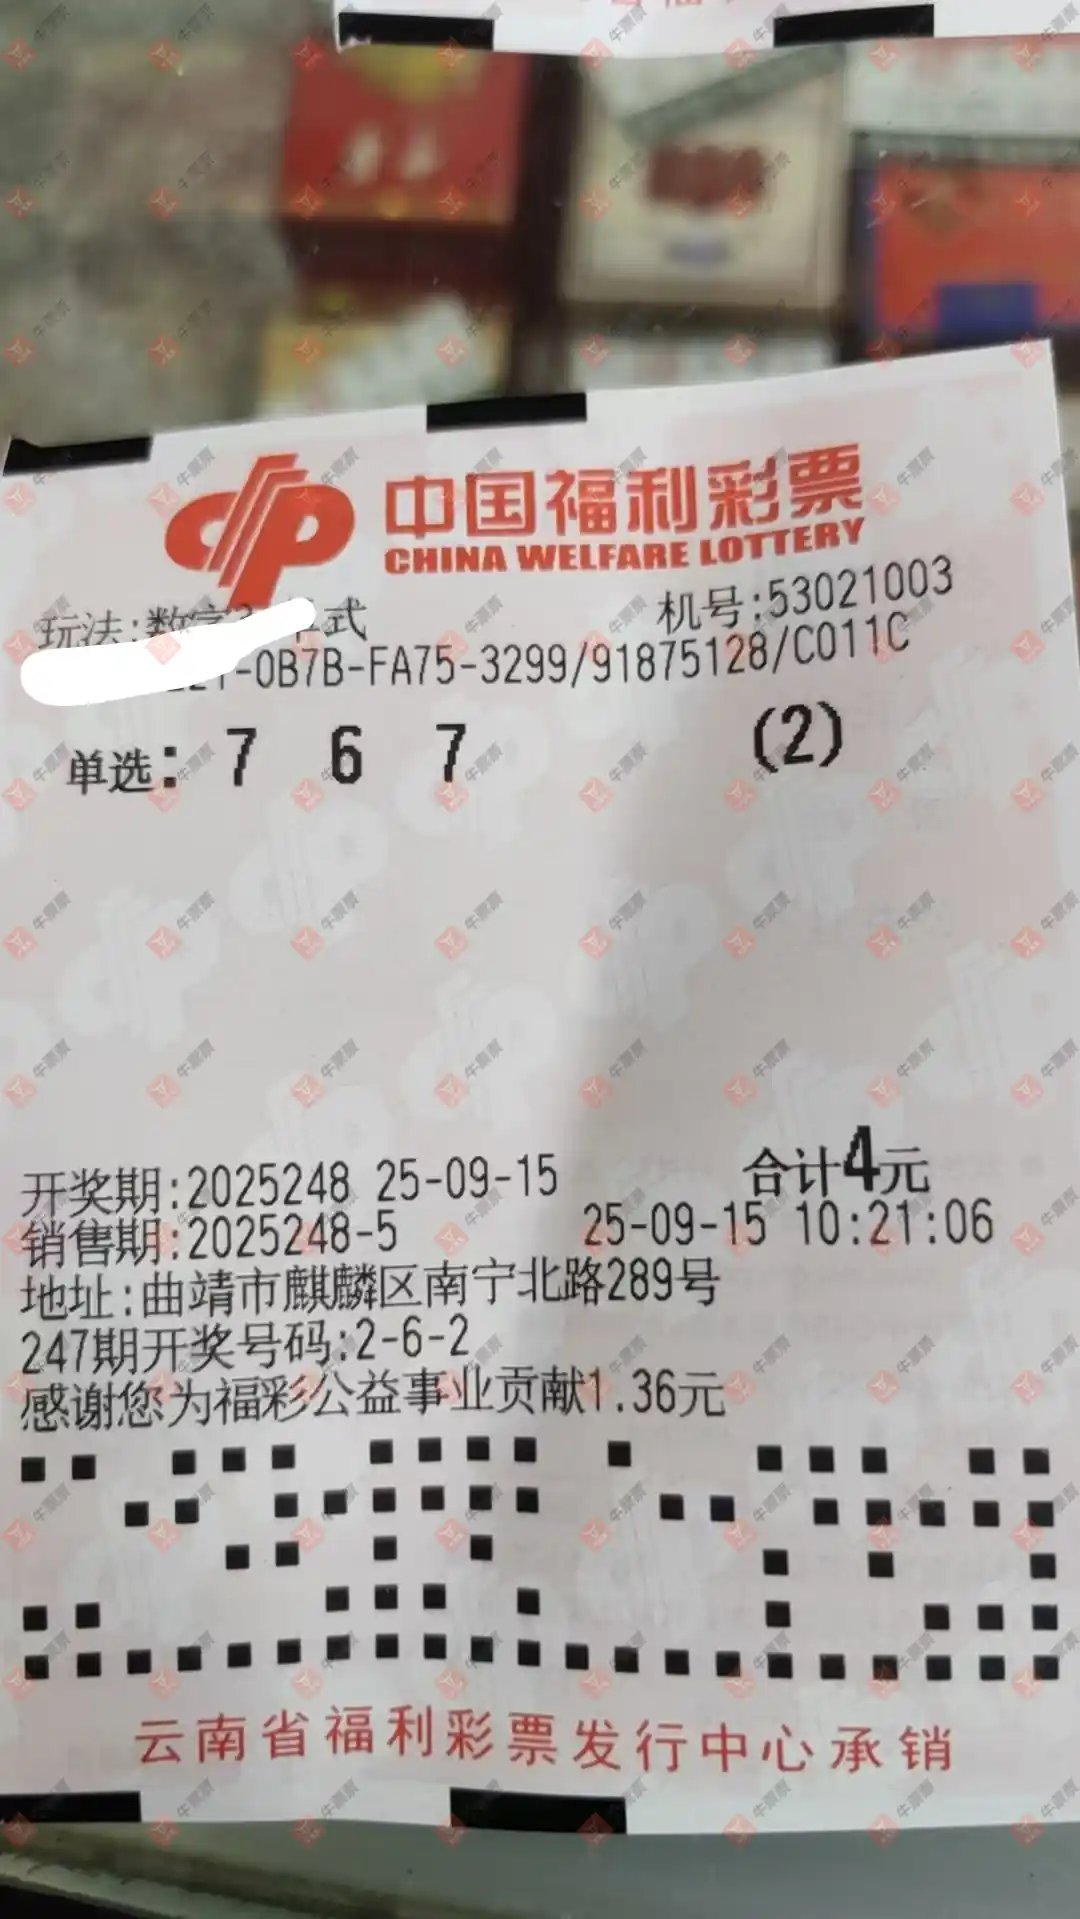 中国福利彩票
CHINA WELFARE LOTTERY
玩法:数字 单式
机号:53021003
-0B7B-FA75-3299/91875128/C011C
单选: 7 6 7 (2)
开奖期:2025248 25-09-15
合计4元
销售期:2025248-5
25-09-15 10:21:06
地址:曲靖市麒麟区南宁北路289号
247期开奖号码:2-6-2
感谢您为福彩公益事业贡献1.36元
云南省福利彩票发行中心承销